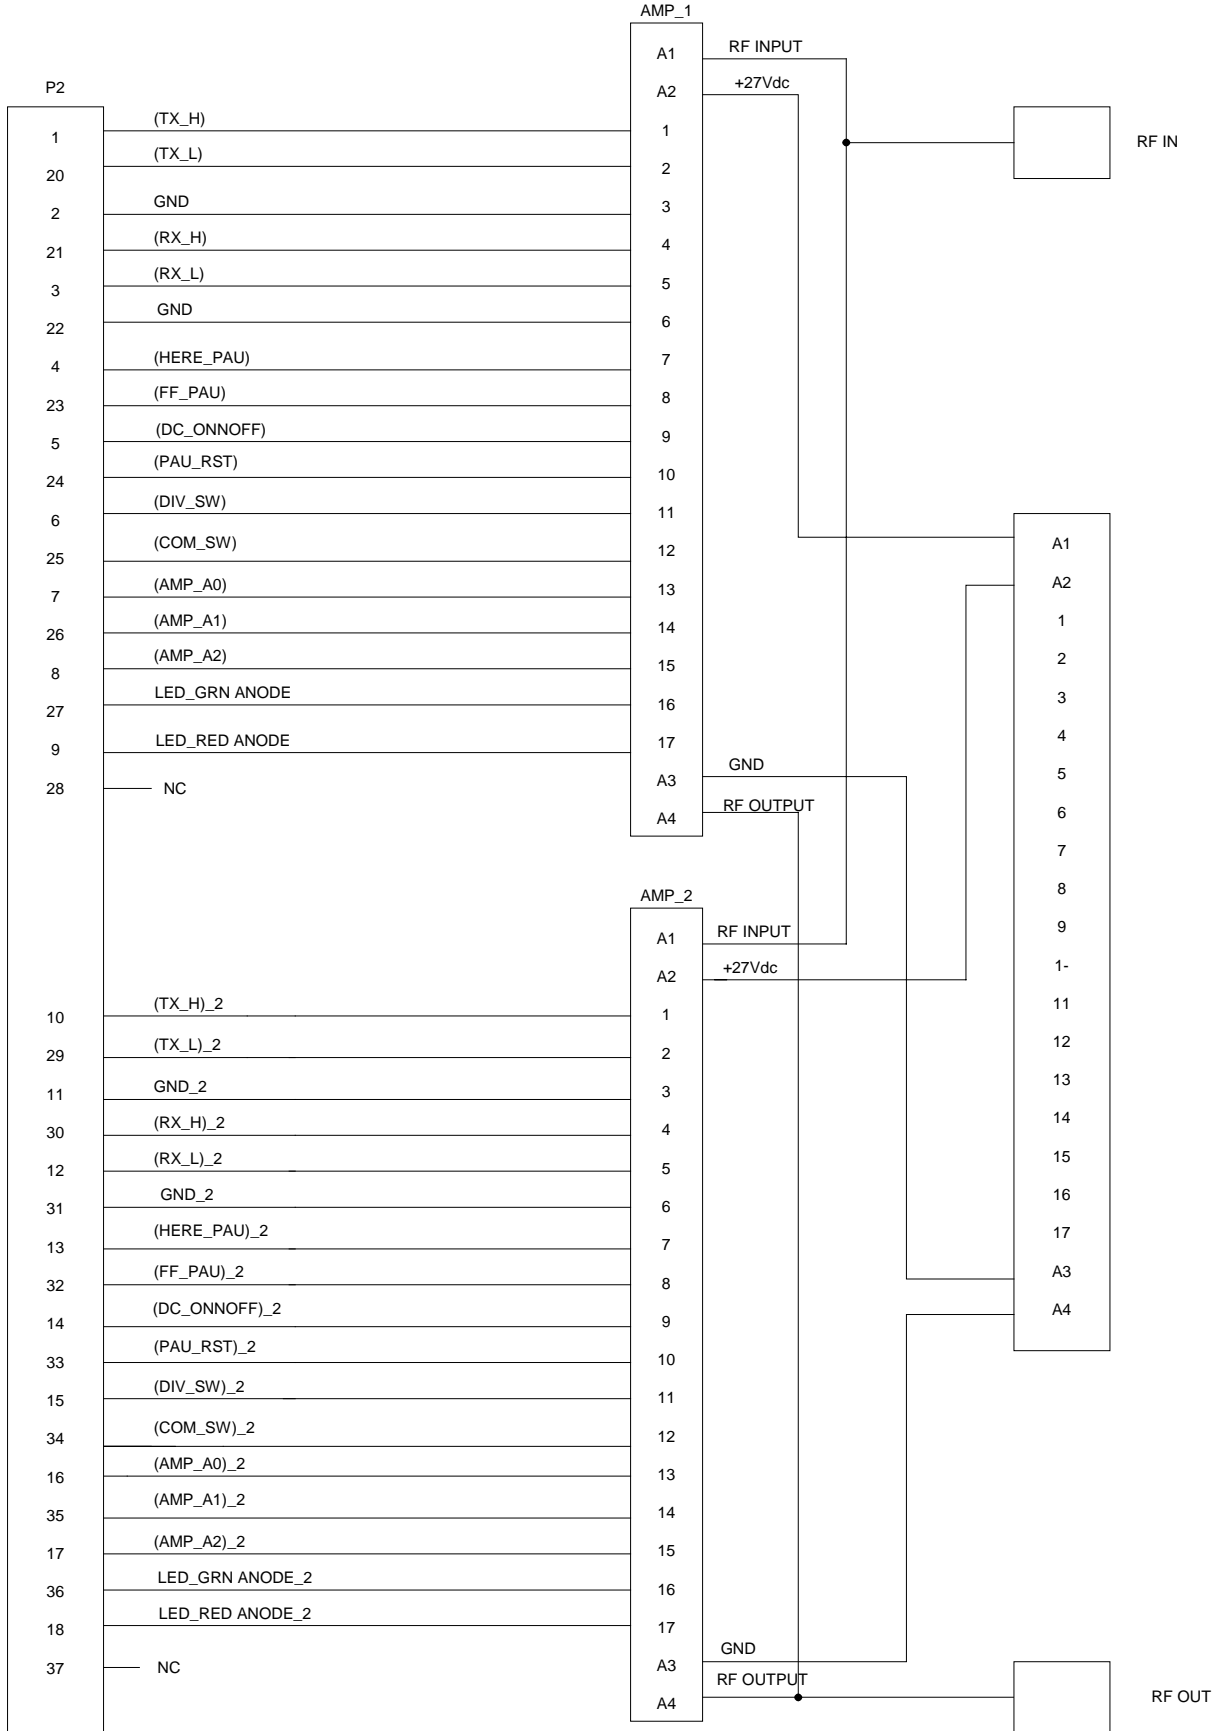 AMP_1
A1 RF INPUT
P2
A2 +27Vdc
1 (TX_H) 1
RF IN
20 (TX_L) 2
2 GND 3
21 (RX_H) 4
3 (RX_L) 5
22 GND 6
4 (HERE_PAU) 7
23 (FF_PAU) 8
5 (DC_ONNOFF) 9
24 (PAU_RST) 10
6 (DIV_SW) 11
25 (COM_SW) 12
7 (AMP_A0) 13
26 (AMP_A1) 14
8 (AMP_A2) 15
27 LED_GRN ANODE 16
9 LED_RED ANODE 17
28 NC
A3 GND
A4 RF OUTPUT
A1
A2
1
2
3
4
5
6
7
8
9
1-
11
12
13
14
15
16
17
A3
A4
AMP_2
A1 RF INPUT
A2 +27Vdc
10 (TX_H)_2 1
29 (TX_L)_2 2
11 GND_2 3
30 (RX_H)_2 4
12 (RX_L)_2 5
31 GND_2 6
13 (HERE_PAU)_2 7
32 (FF_PAU)_2 8
14 (DC_ONNOFF)_2 9
33 (PAU_RST)_2 10
15 (DIV_SW)_2 11
34 (COM_SW)_2 12
16 (AMP_A0)_2 13
35 (AMP_A1)_2 14
17 (AMP_A2)_2 15
36 LED_GRN ANODE_2 16
18 LED_RED ANODE_2 17
37 NC
A3 GND
A4 RF OUTPUT
RF OUT